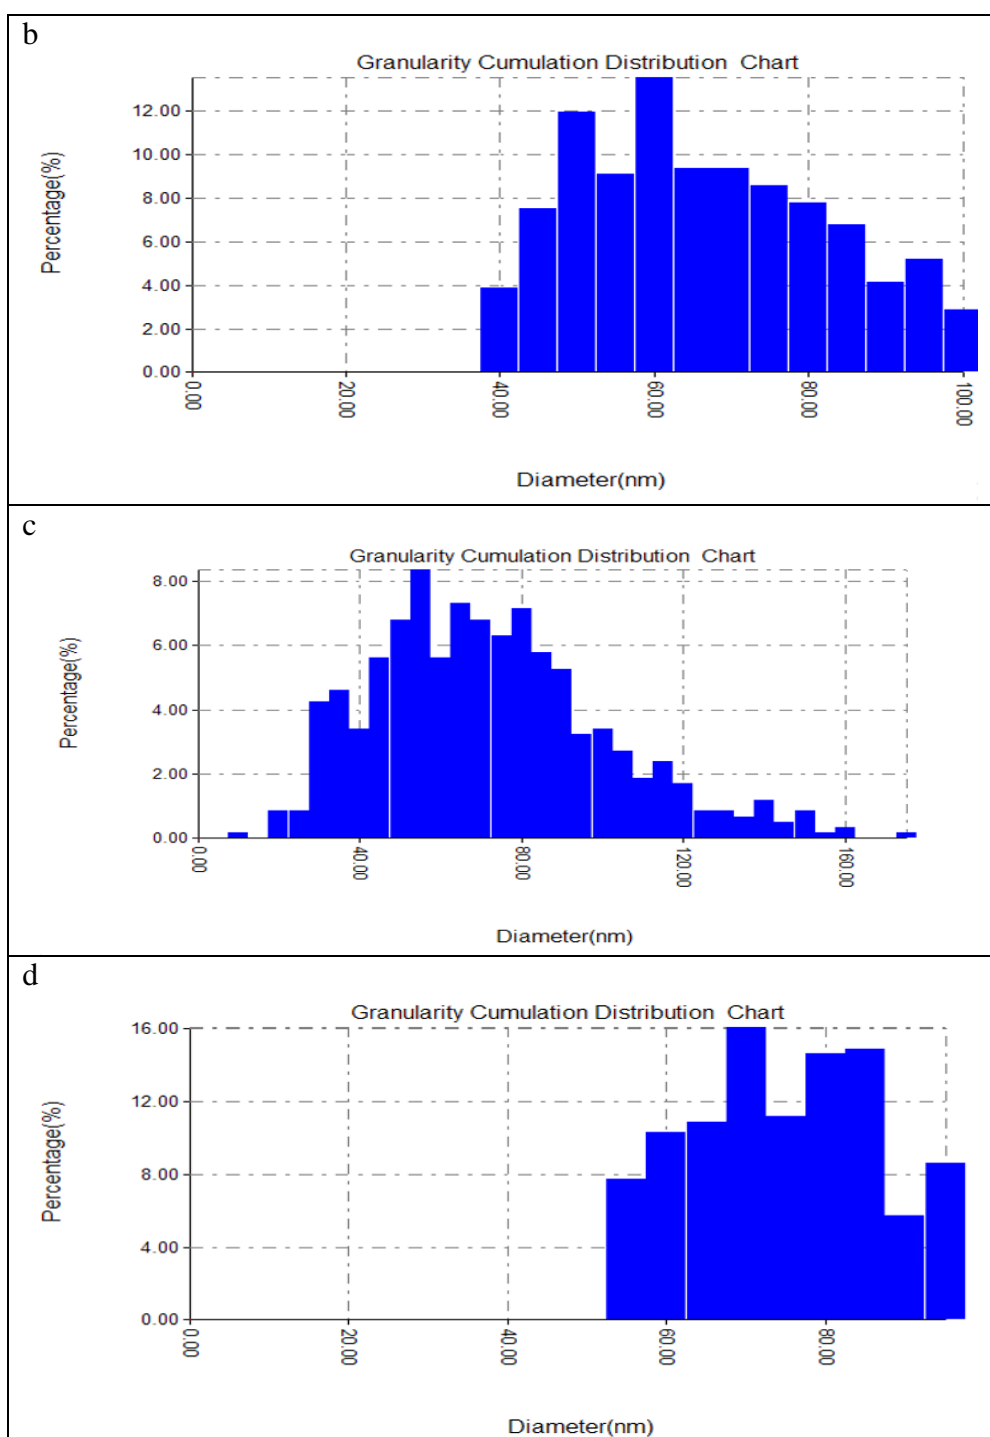 b
Granularity Cumulation Distribution Chart
12.00
10.00
8.00
6.00
4.00
2.00
0.00
Percentage(%)
0.00 20.00 40.00 60.00 80.00 100.00
Diameter(nm)
c
Granularity Cumulation Distribution Chart
8.00
6.00
4.00
2.00
0.00
Percentage(%)
0.00 40.00 80.00 120.00 160.00
Diameter(nm)
d
Granularity Cumulation Distribution Chart
16.00
12.00
8.00
4.00
0.00
Percentage(%)
0.00 20.00 40.00 60.00 80.00
Diameter(nm)